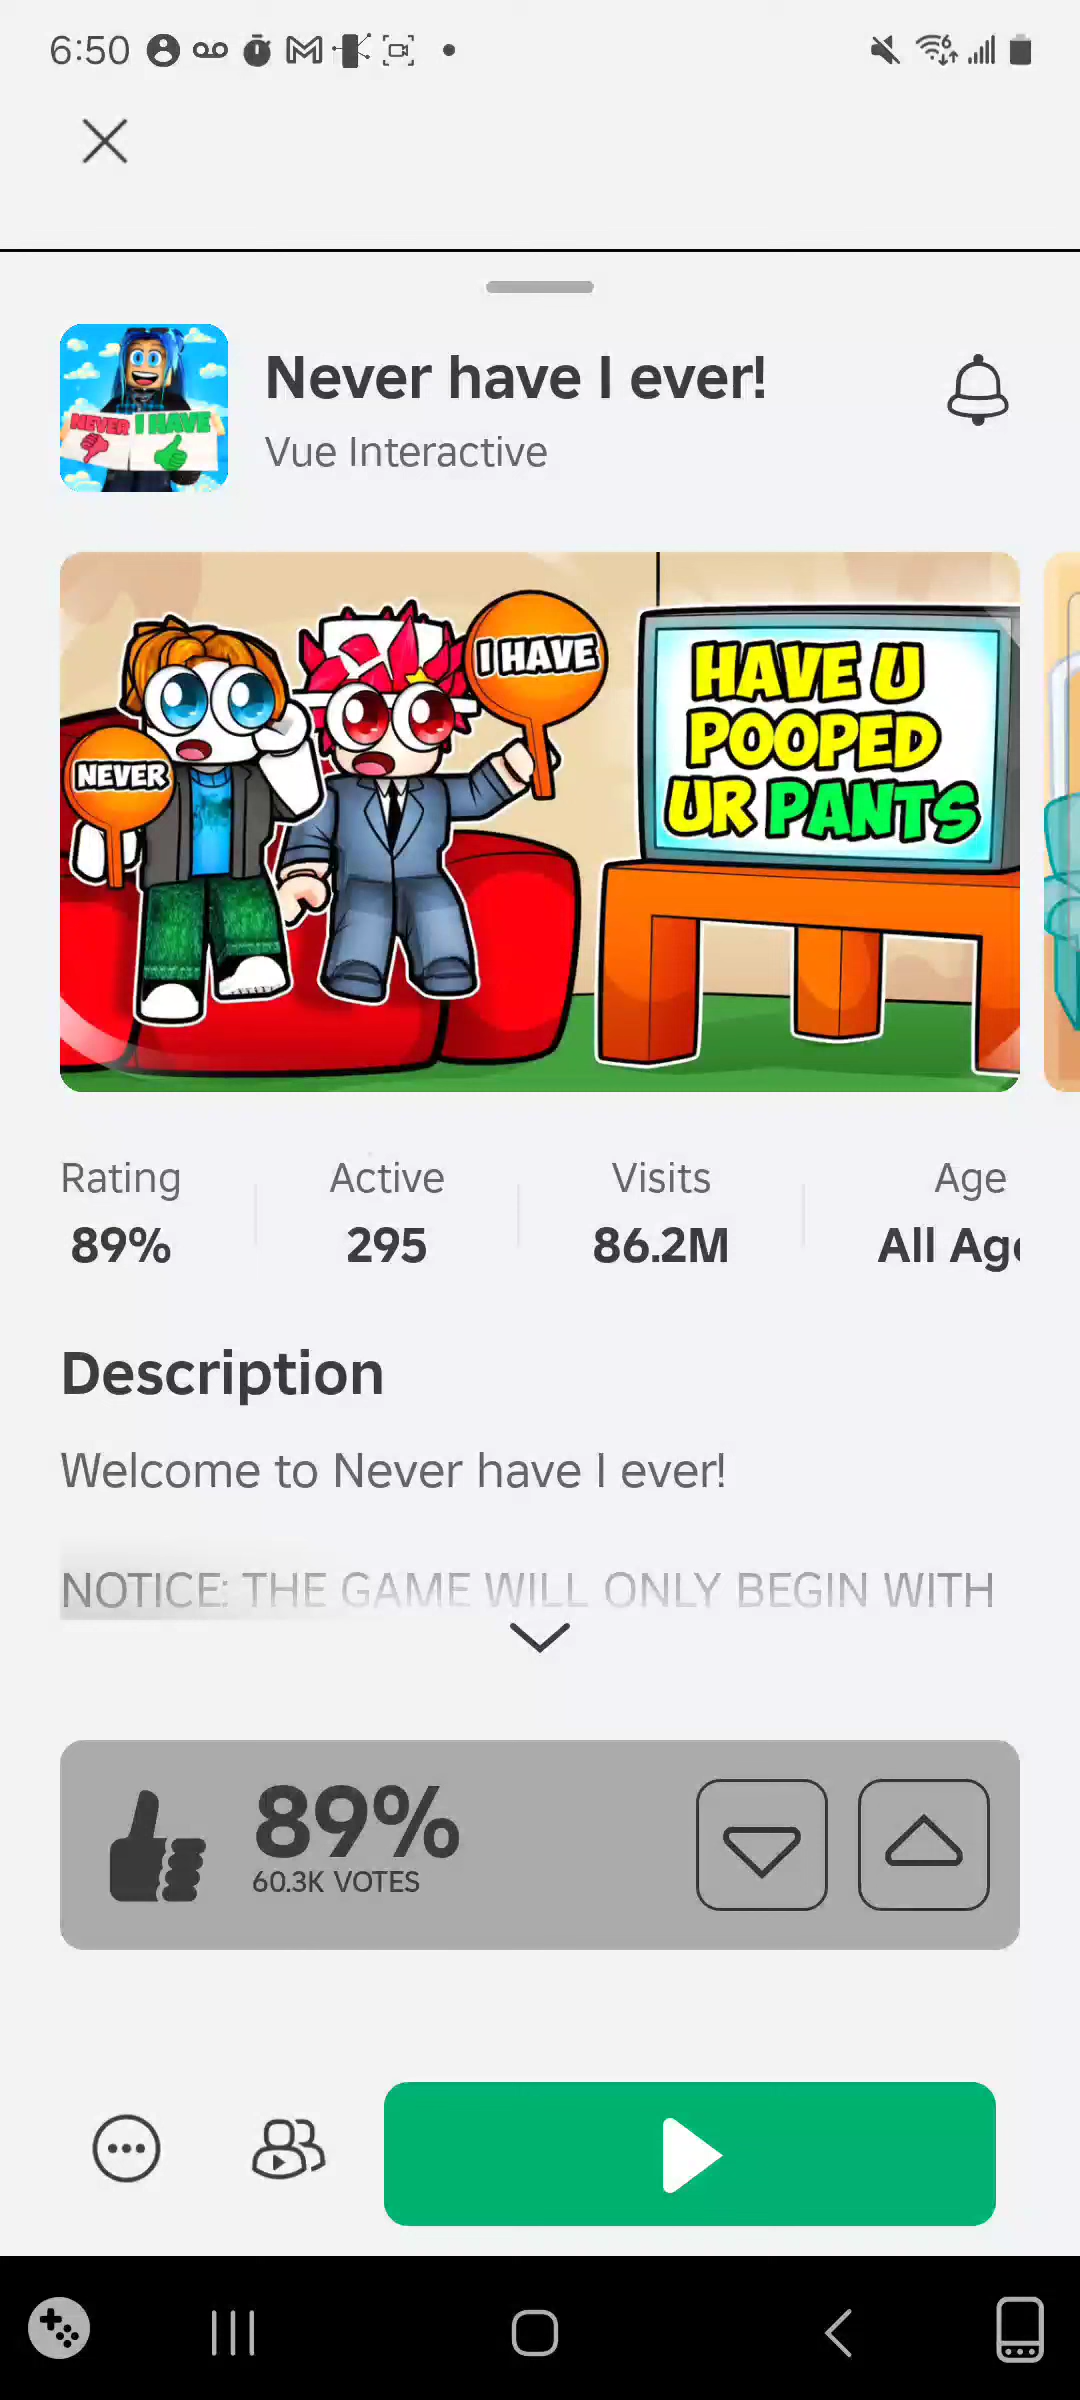 6:50
Never have I ever!
Vue Interactive
NEVER I HAVE
NEVER
I HAVE
HAVE U
POOPED
UR PANTS
Rating
89%
Active
295
Visits
86.2M
Age
All Age
Description
Welcome to Never have I ever!
NOTICE: THE GAME WILL ONLY BEGIN WITH
89%
60.3K VOTES